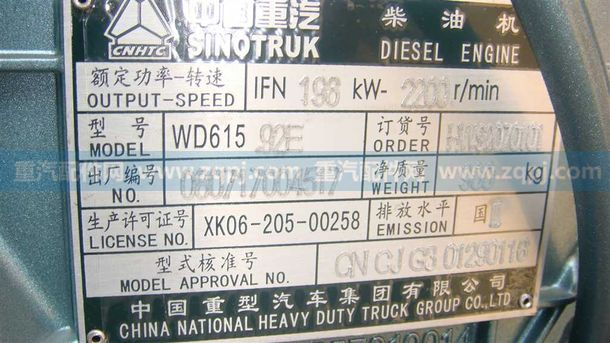 中国重汽 柴油机
CNHTC SINOTRUK DIESEL ENGINE
额定功率-转速
OUTPUT-SPEED IFN 198 kW- 2200 r/min
型号 订货号
MODEL WD615 .92E ORDER
出厂编号 净质量
NO. WEIGHT kg
生产许可证号 排放水平
LICENSE NO. XK06-205-00258 EMISSION 国
型式核准号
MODEL APPROVAL NO. CN CJ G3 01290116
中国重型汽车集团有限公司
CHINA NATIONAL HEAVY DUTY TRUCK GROUP CO.,LTD